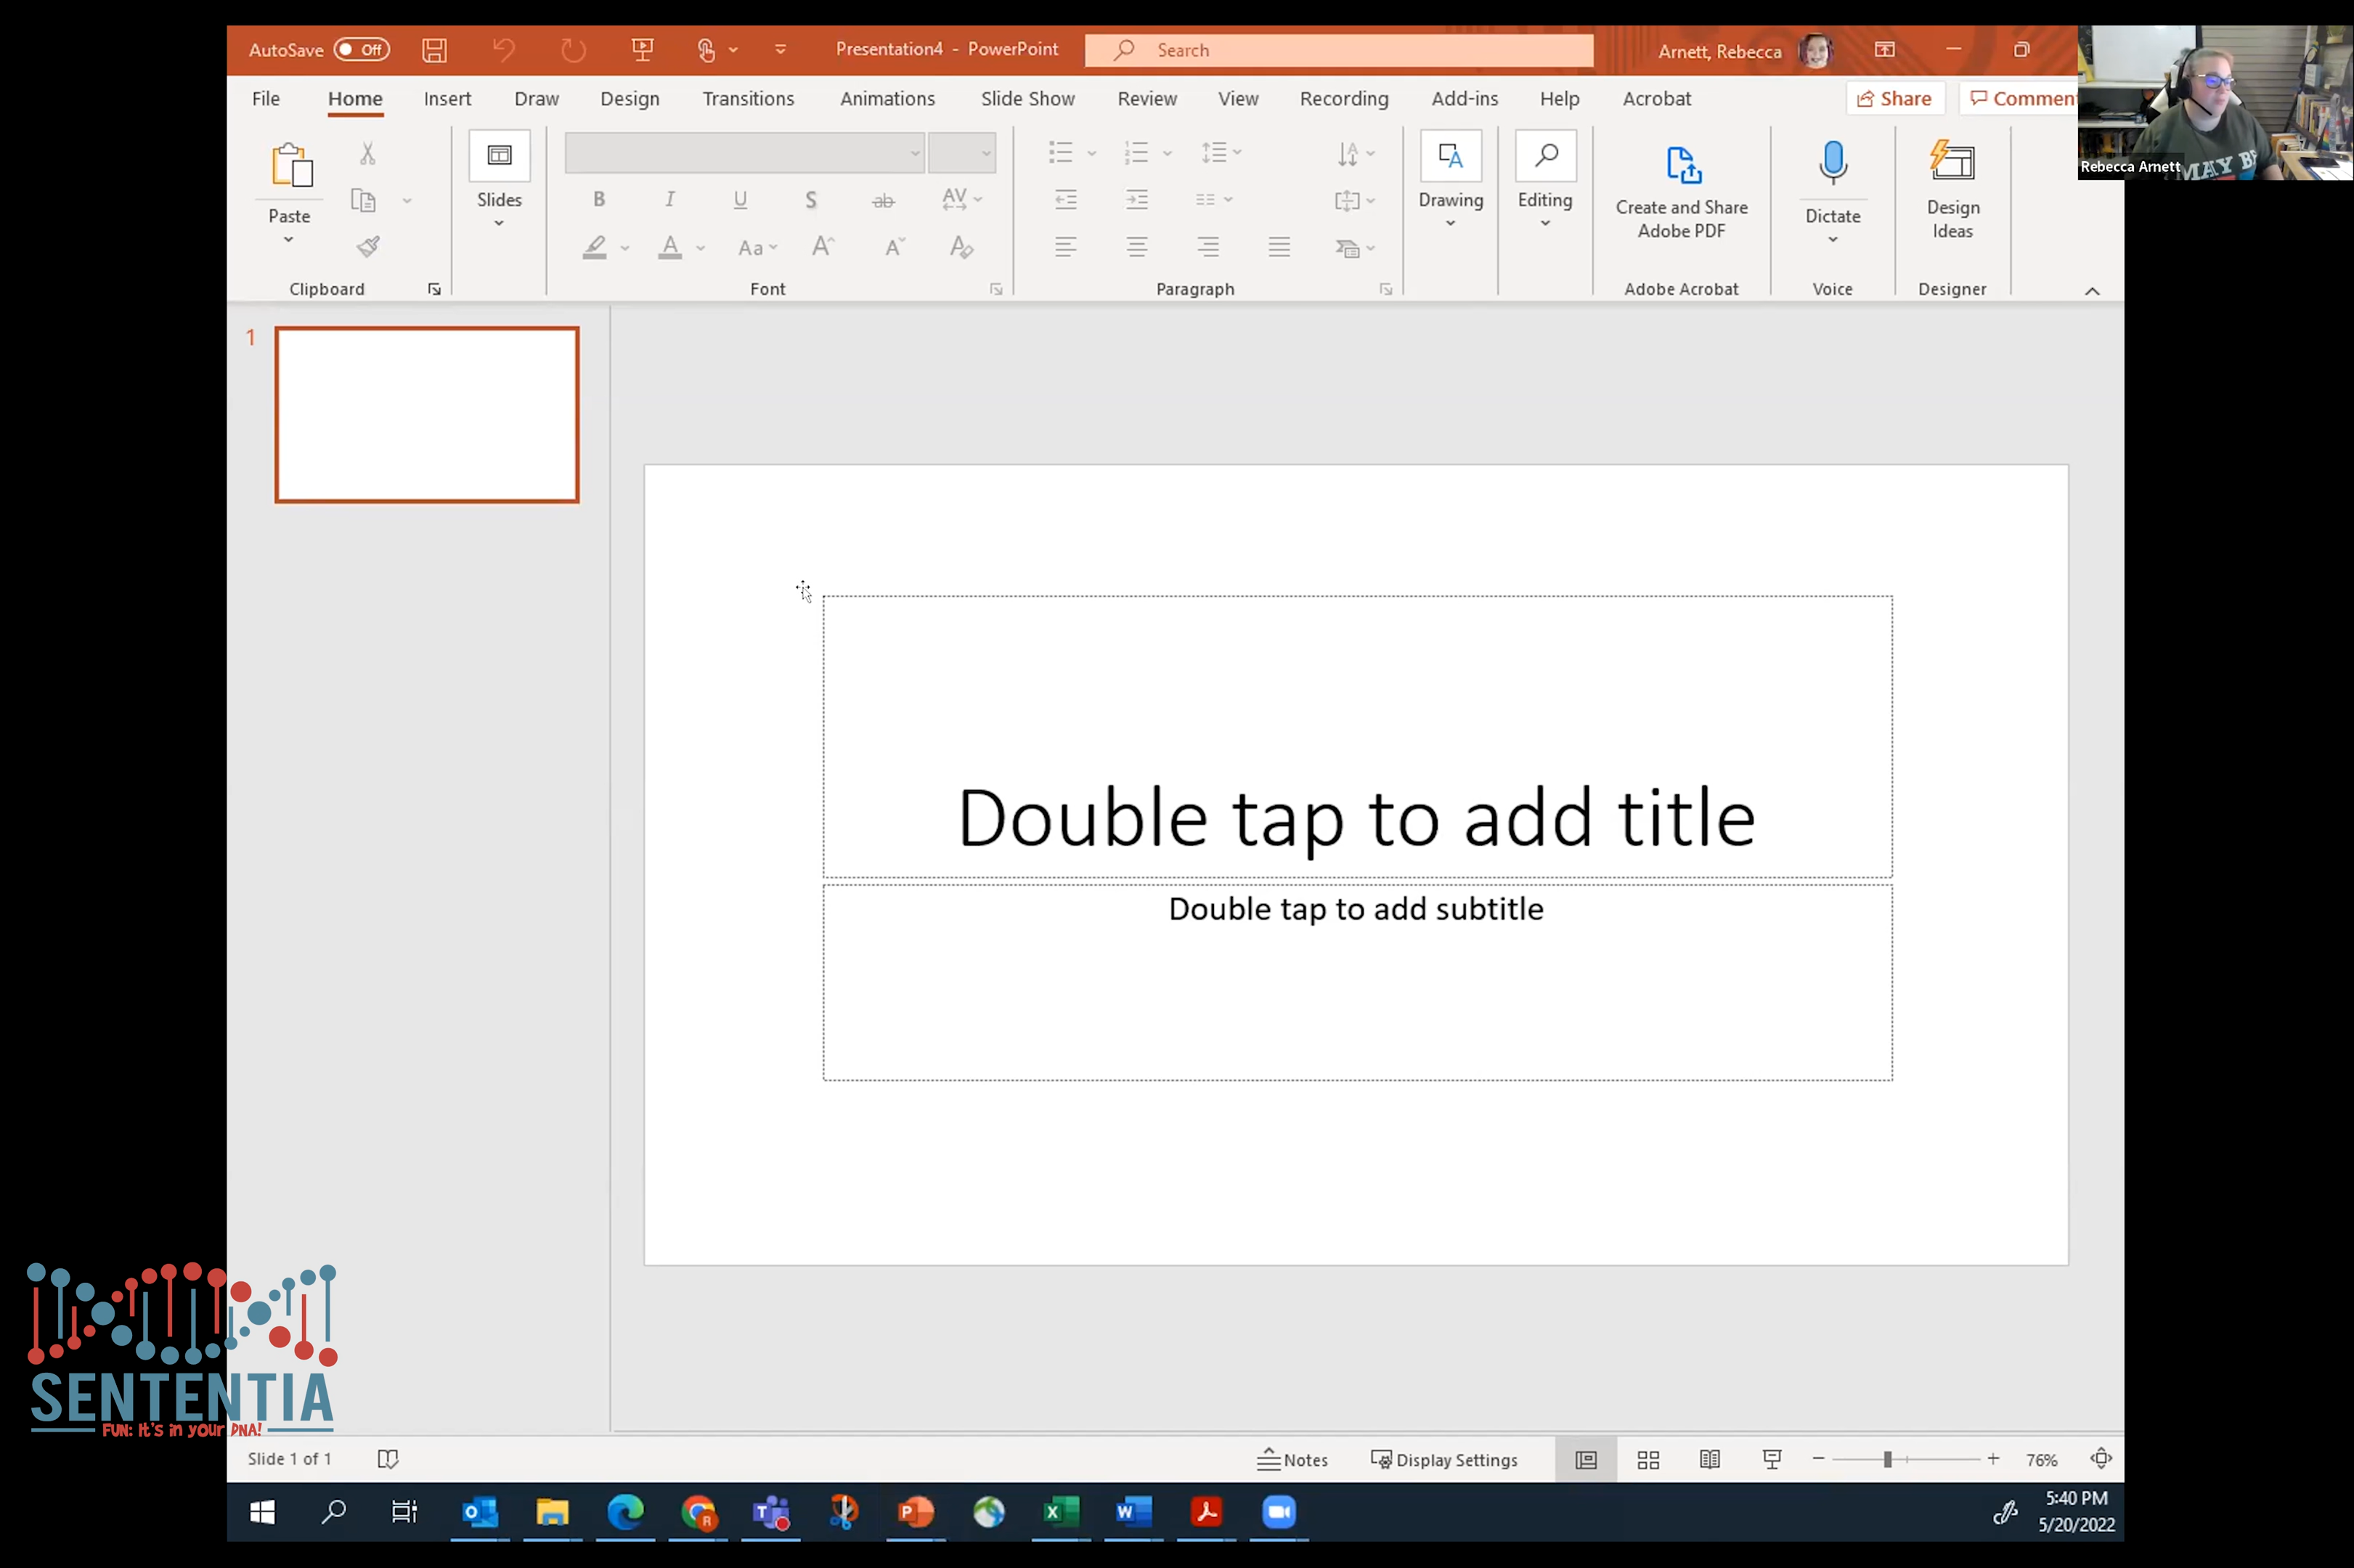 AutoSave Off Presentation4 - PowerPoint Search Arnett, Rebecca
File Home Insert Draw Design Transitions Animations Slide Show Review View Recording Add-ins Help Acrobat Share Commen
Rebecca Arnett
MAY B
Paste
Slides
B I U S ab AV
A Aa A A A
Drawing
Editing
Create and Share
Adobe PDF
Dictate
Design
Ideas
Clipboard Font Paragraph Adobe Acrobat Voice Designer
1
Double tap to add title
Double tap to add subtitle
SENTENTIA
FUN: It's in your DNA!
Slide 1 of 1 Notes Display Settings 76%
5:40 PM
5/20/2022